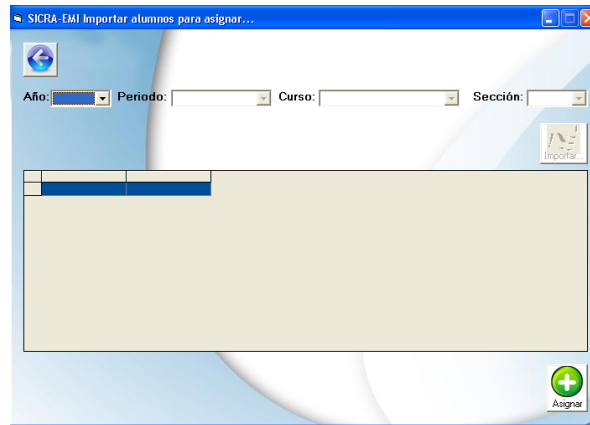 SICRA-EMI Importar alumnos para asignar...
Año: Periodo: Curso: Sección:
Importar...
Asignar